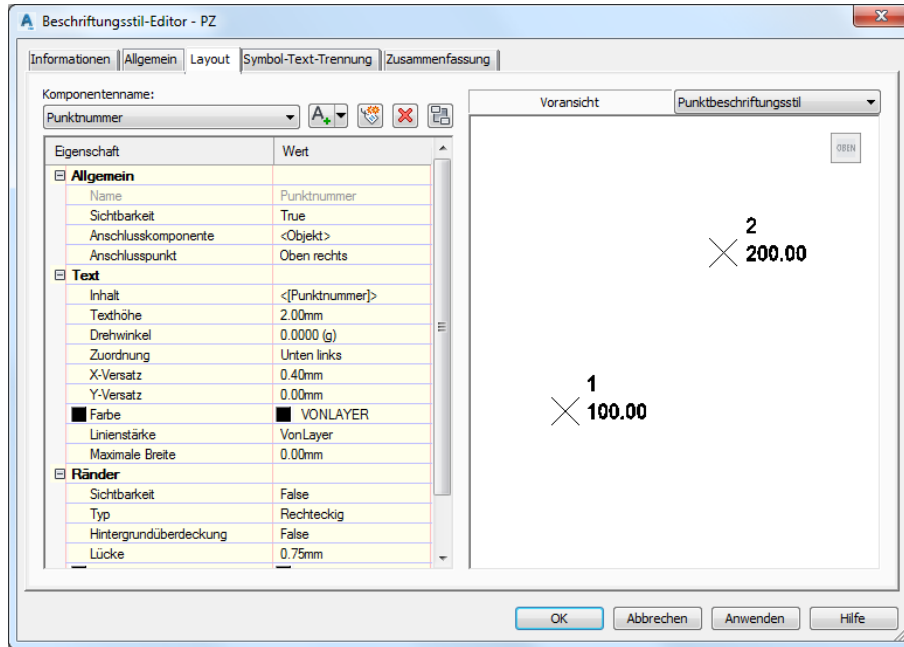 Beschriftungsstil-Editor - PZ
Informationen Allgemein Layout Symbol-Text-Trennung Zusammenfassung
Komponentenname:
Punktnummer
Voransicht Punktbeschriftungsstil
Eigenschaft Wert
Allgemein
Name Punktnummer
Sichtbarkeit True
Anschlusskomponente <Objekt>
Anschlusspunkt Oben rechts
Text
Inhalt <[Punktnummer]>
Texthöhe 2.00mm
Drehwinkel 0.0000 (g)
Zuordnung Unten links
X-Versatz 0.40mm
Y-Versatz 0.00mm
Farbe VONLAYER
Linienstärke VonLayer
Maximale Breite 0.00mm
Ränder
Sichtbarkeit False
Typ Rechteckig
Hintergrundüberdeckung False
Lücke 0.75mm
OBEN
2
200.00
1
100.00
OK Abbrechen Anwenden Hilfe